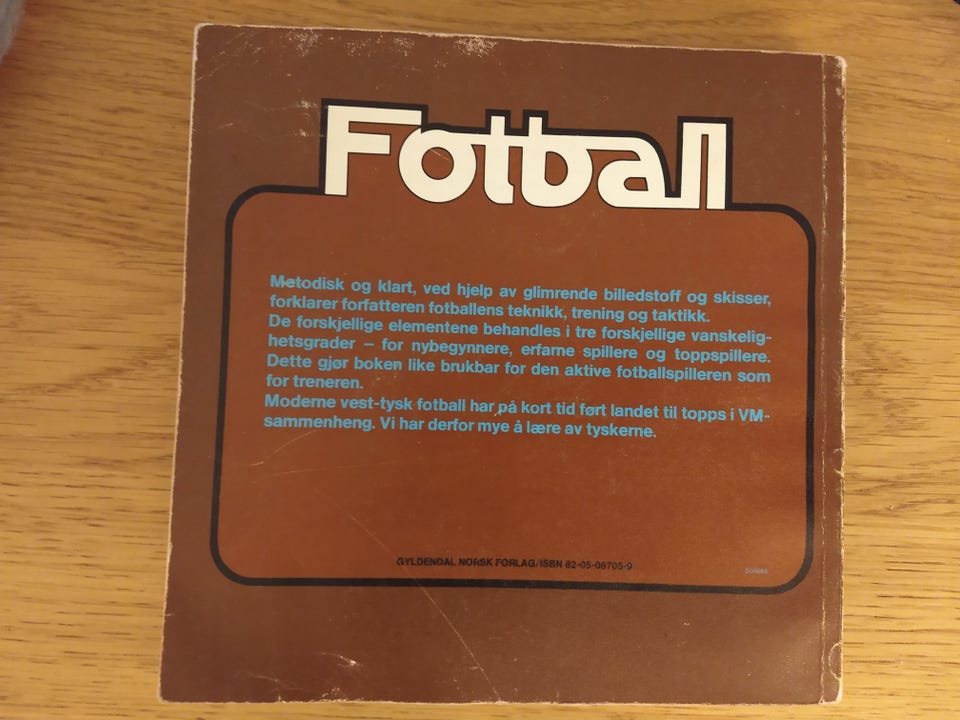 Fotball
Metodisk og klart, ved hjelp av glimrende billedstoff og skisser,
forklarer forfatteren fotballens teknikk, trening og taktikk.
De forskjellige elementene behandles i tre forskjellige vanskelig-
hetsgrader – for nybegynnere, erfarne spillere og toppspillere.
Dette gjør boken like brukbar for den aktive fotballspilleren som
for treneren.
Moderne vest-tysk fotball har på kort tid ført landet til topps i VM-
sammenheng. Vi har derfor mye å lære av tyskerne.
GYLDENDAL NORSK FORLAG/ISBN 82-05-08705-9